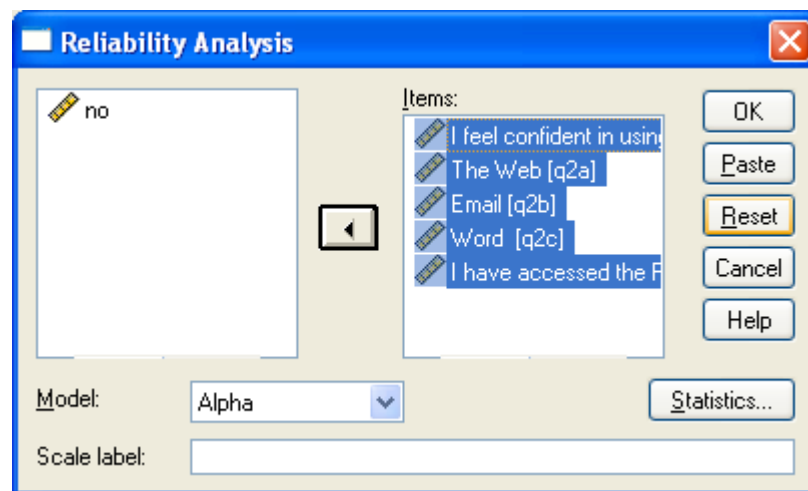 Reliability Analysis
no
Items:
I feel confident in using
The Web [q2a]
Email [q2b]
Word [q2c]
I have accessed the
OK
Paste
Reset
Cancel
Help
Model:
Alpha
Statistics...
Scale label: